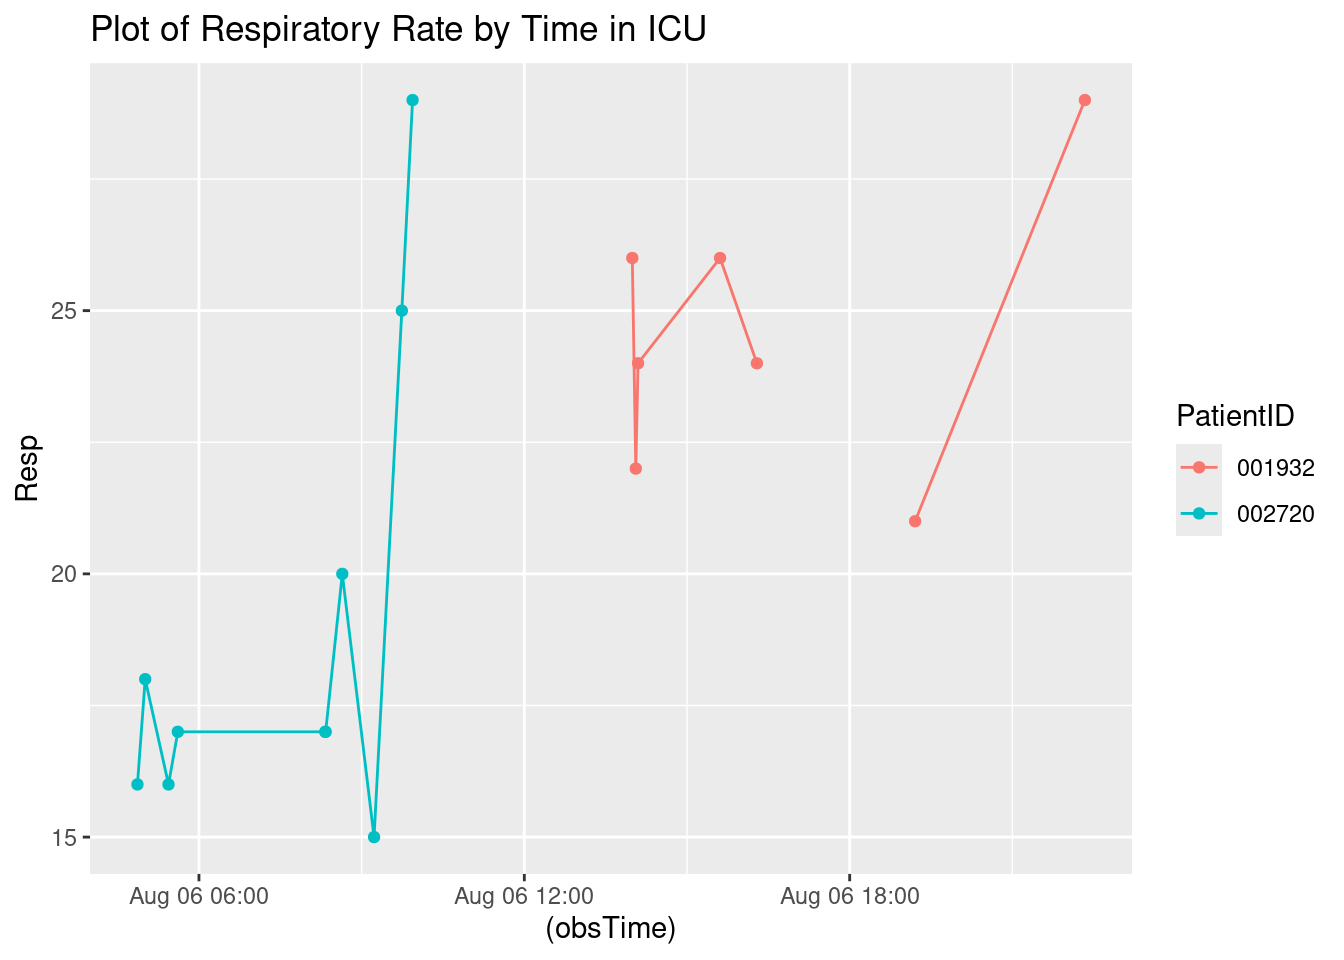 Plot of Respiratory Rate by Time in ICU
Resp
25
20
15
Aug 06 06:00
Aug 06 12:00
Aug 06 18:00
(obsTime)
PatientID
001932
002720